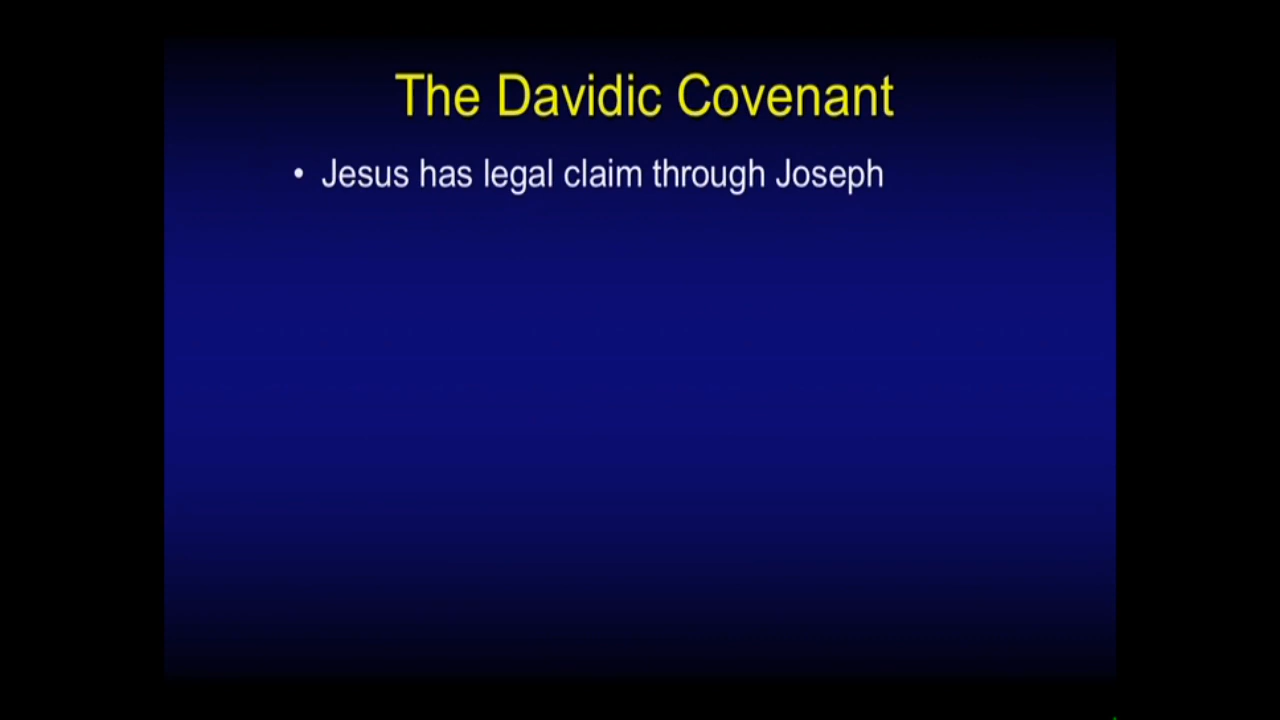 The Davidic Covenant
• Jesus has legal claim through Joseph